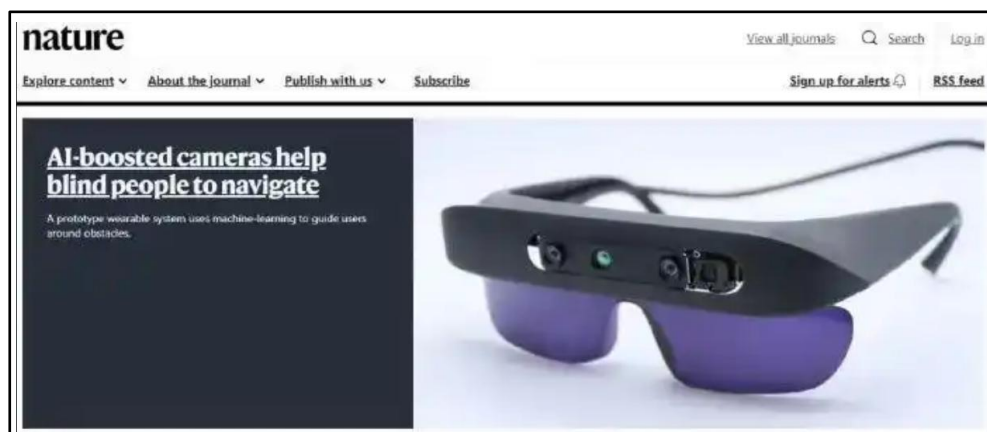 nature
View all journals Search Log in
Explore content About the journal Publish with us Subscribe
Sign up for alerts RSS feed
AI-boosted cameras help
blind people to navigate
A prototype wearable system uses machine-learning to guide users
around obstacles.